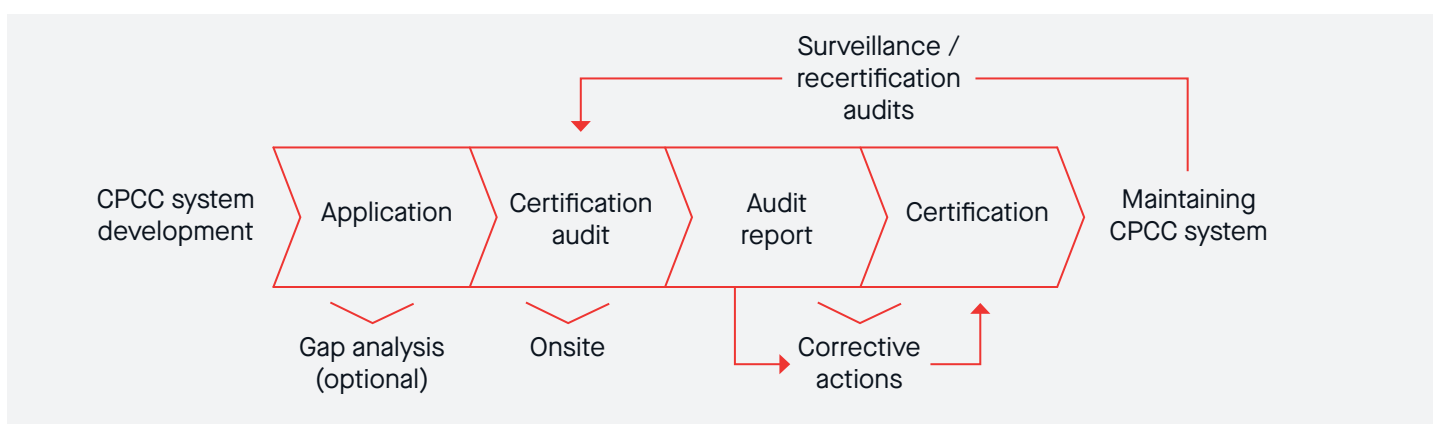 Surveillance /
recertification
audits
CPCC system
development
Application
Certification
audit
Audit
report
Certification
Maintaining
CPCC system
Gap analysis
(optional)
Onsite
Corrective
actions